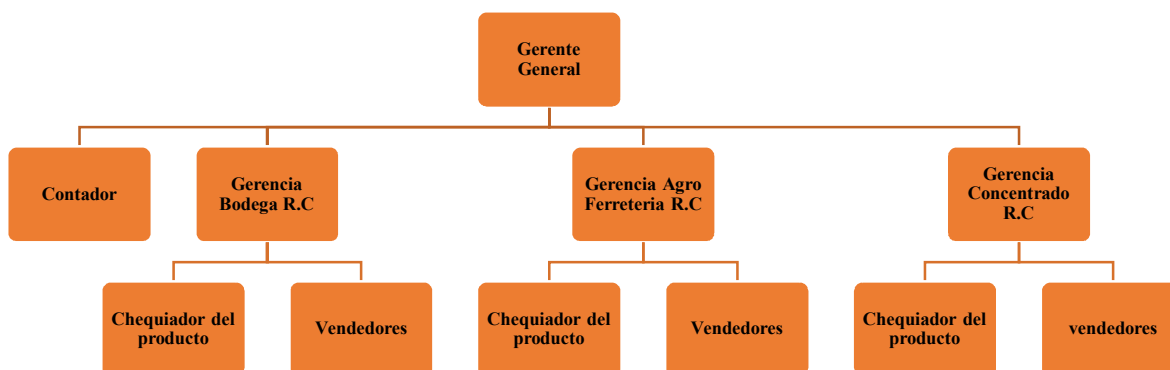 Gerente
General
Contador
Gerencia
Bodega R.C
Gerencia Agro
Ferreteria R.C
Gerencia
Concentrado
R.C
Chequiador del
producto
Vendedores
Chequiador del
producto
Vendedores
Chequiador del
producto
vendedores